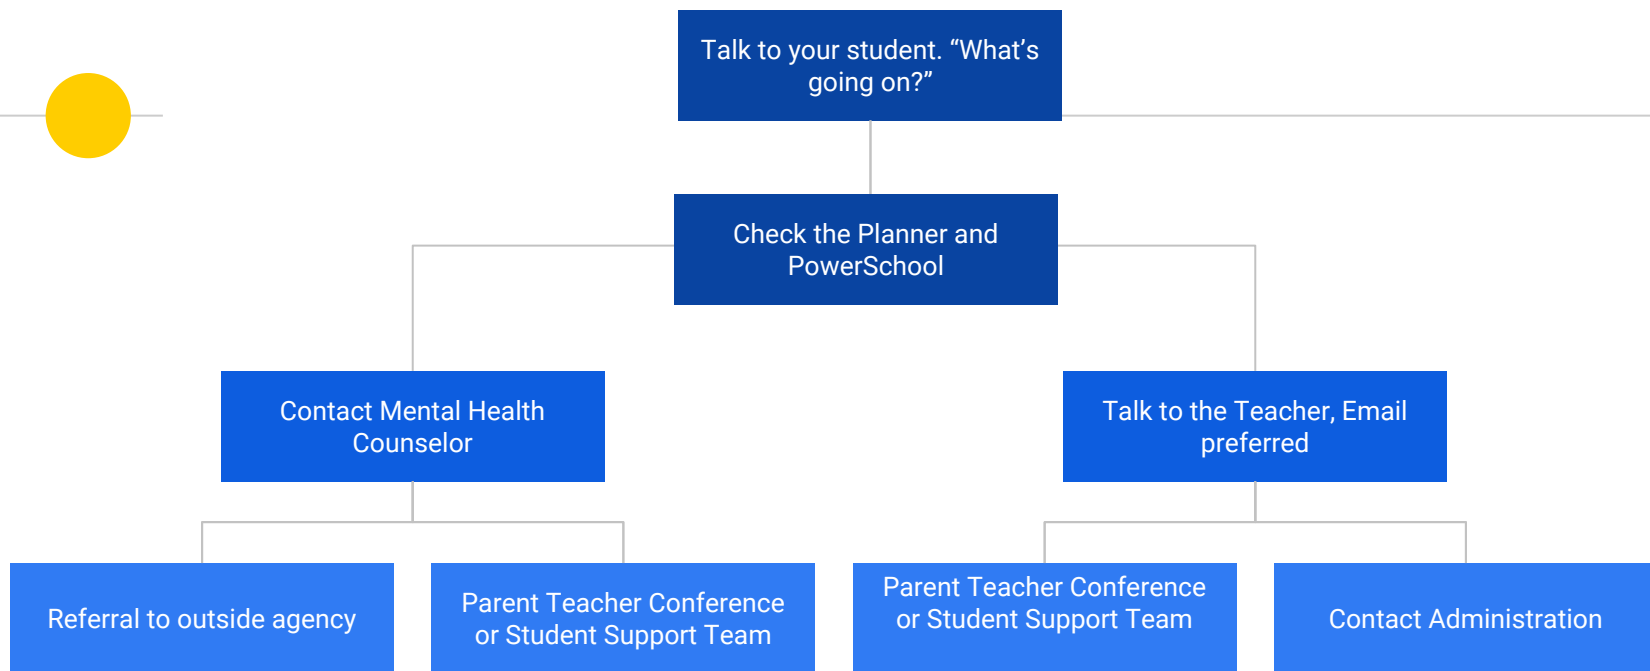 Talk to your student. “What’s
going on?”
Check the Planner and
PowerSchool
Contact Mental Health
Counselor
Talk to the Teacher, Email
preferred
Referral to outside agency
Parent Teacher Conference
or Student Support Team
Parent Teacher Conference
or Student Support Team
Contact Administration